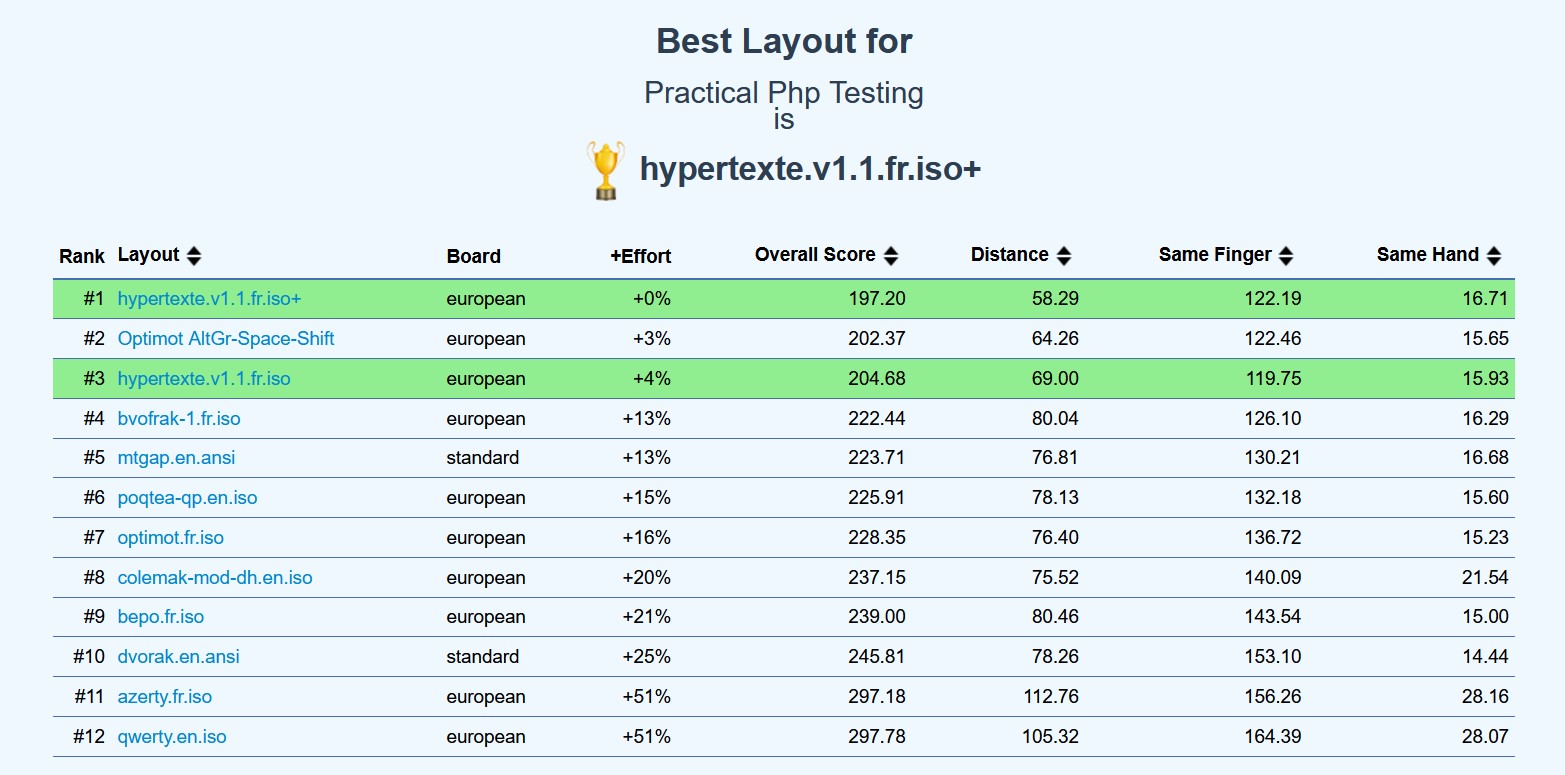 Best Layout for
Practical Php Testing
is
hypertexte.v1.1.fr.iso+
Rank Layout Board +Effort Overall Score Distance Same Finger Same Hand
#1 hypertexte.v1.1.fr.iso+ european +0% 197.20 58.29 122.19 16.71
#2 Optimot AltGr-Space-Shift european +3% 202.37 64.26 122.46 15.65
#3 hypertexte.v1.1.fr.iso european +4% 204.68 69.00 119.75 15.93
#4 bvofrak-1.fr.iso european +13% 222.44 80.04 126.10 16.29
#5 mtgap.en.ansi standard +13% 223.71 76.81 130.21 16.68
#6 poqtea-qp.en.iso european +15% 225.91 78.13 132.18 15.60
#7 optimot.fr.iso european +16% 228.35 76.40 136.72 15.23
#8 colemak-mod-dh.en.iso european +20% 237.15 75.52 140.09 21.54
#9 bepo.fr.iso european +21% 239.00 80.46 143.54 15.00
#10 dvorak.en.ansi standard +25% 245.81 78.26 153.10 14.44
#11 azerty.fr.iso european +51% 297.18 112.76 156.26 28.16
#12 qwerty.en.iso european +51% 297.78 105.32 164.39 28.07